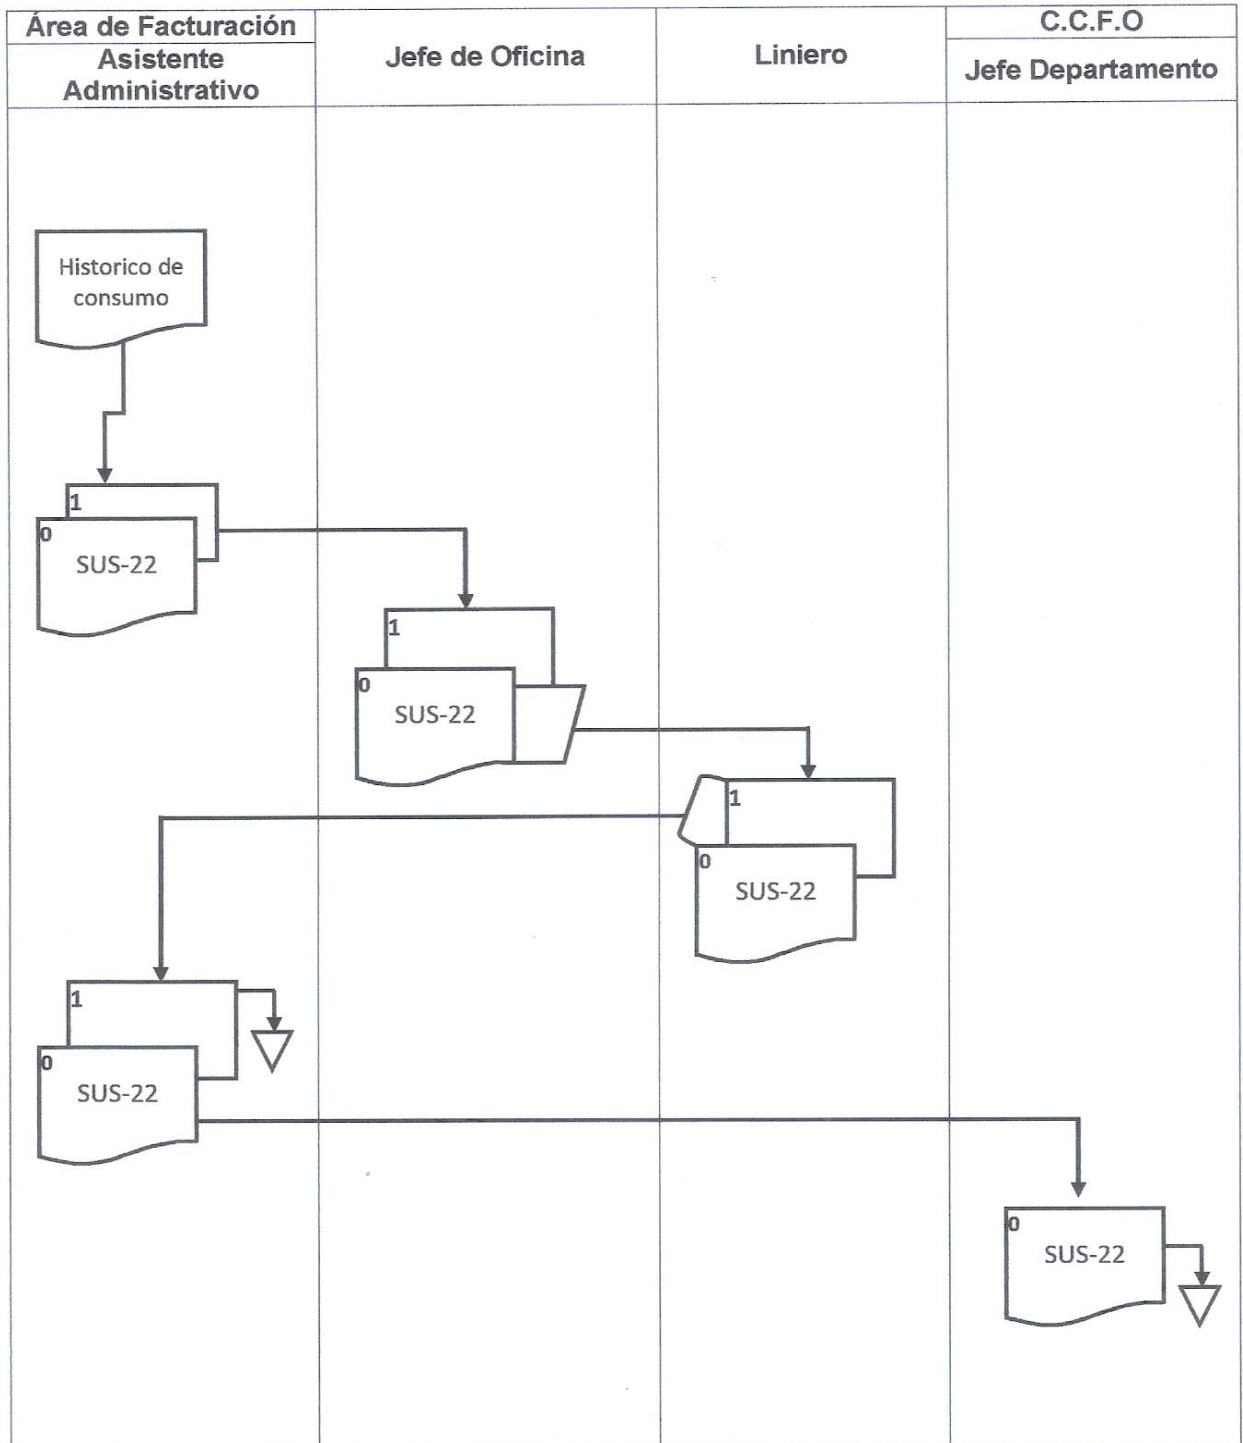 Área de Facturación
Asistente
Administrativo
Jefe de Oficina
Liniero
C.C.F.O
Jefe Departamento
Historico de
consumo
1
0
SUS-22
1
0
SUS-22
1
0
SUS-22
1
0
SUS-22
0
SUS-22